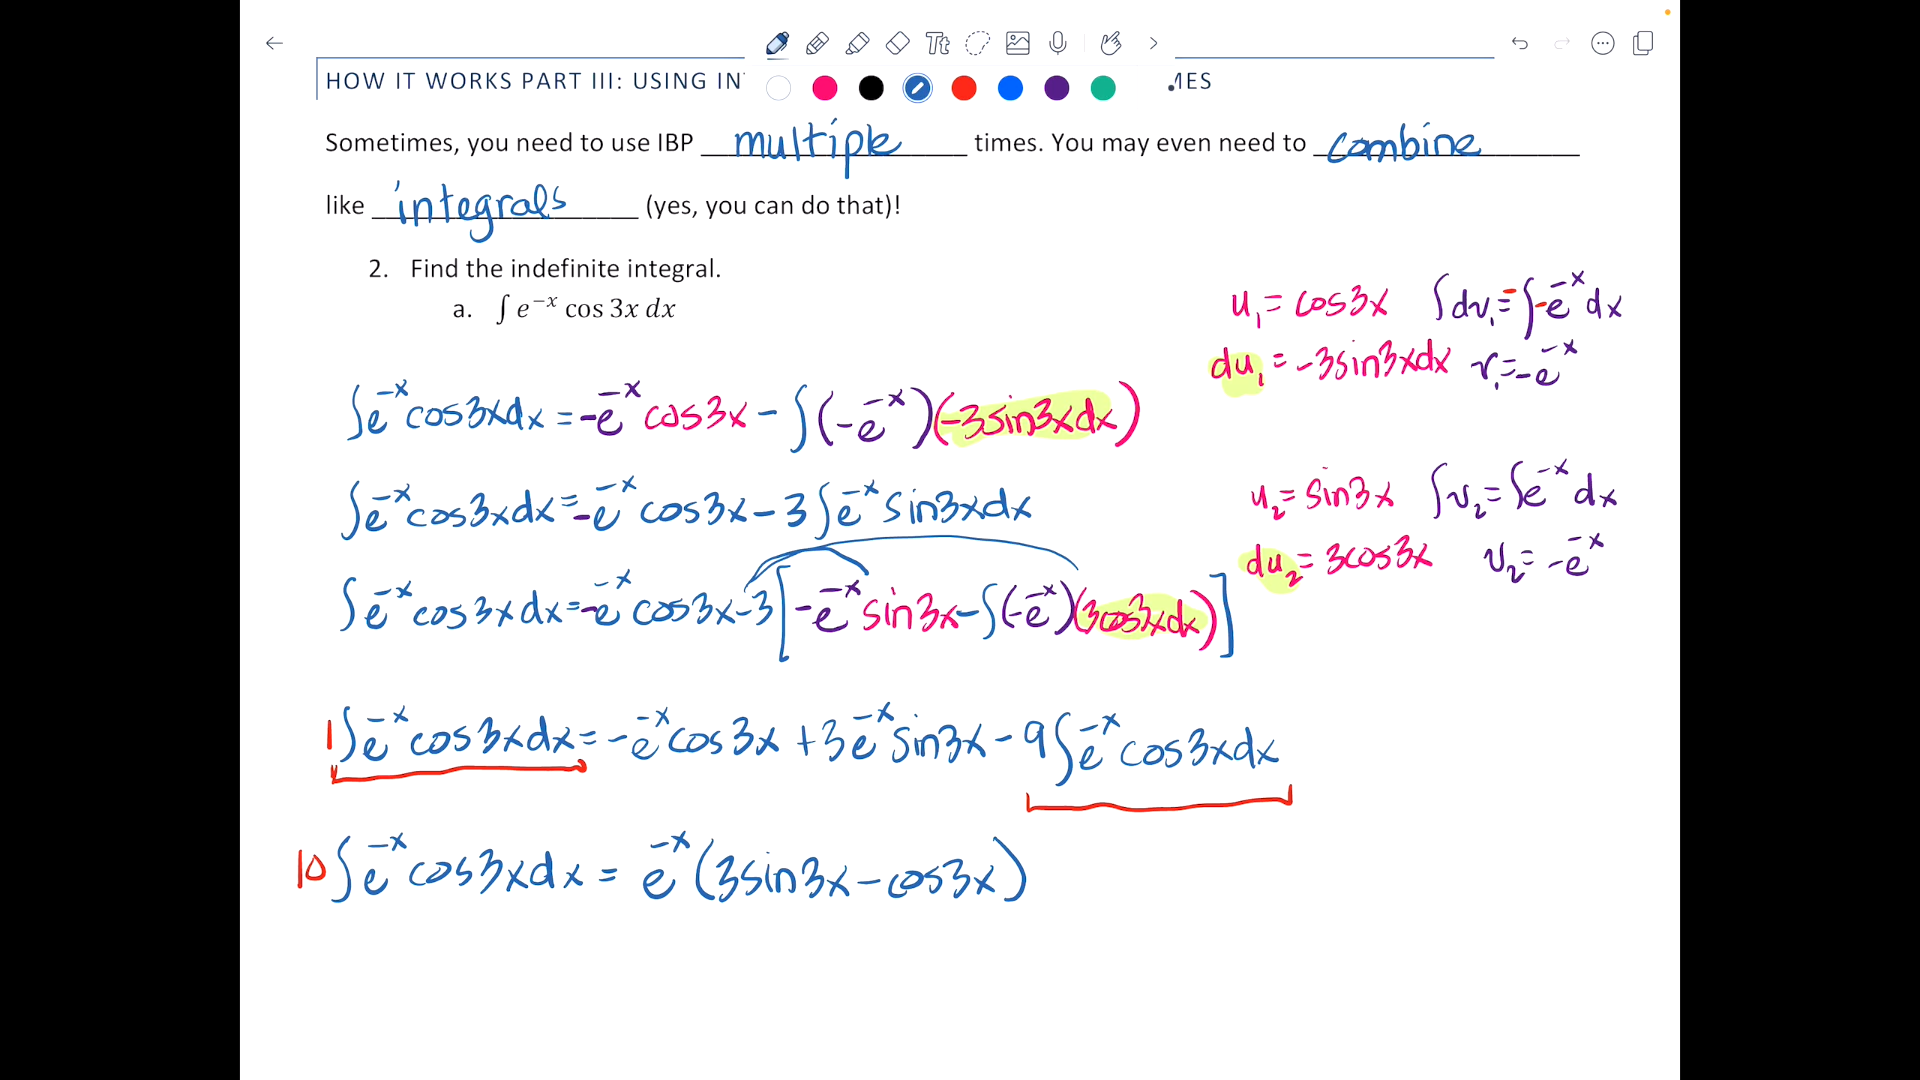 Tt
HOW IT WORKS PART III: USING IN MES
Sometimes, you need to use IBP multiple times. You may even need to combine
like integrals (yes, you can do that)!
2. Find the indefinite integral.
a. ∫ e^{−x} cos 3x dx
u₁ = cos3x ∫dv₁ = ∫-e^{-x}dx
du₁ = -3sin3xdx v₁ = -e^{-x}
∫e^{-x}cos3xdx = -e^{-x}cos3x - ∫(-e^{-x})(-3sin3xdx)
u₂ = sin3x ∫v₂ = ∫e^{-x}dx
∫e^{-x}cos3xdx = -e^{-x}cos3x - 3∫e^{-x}sin3xdx
du₂ = 3cos3x v₂ = -e^{-x}
∫e^{-x}cos3xdx = -e^{-x}cos3x - 3[-e^{-x}sin3x - ∫(-e^{-x})(3cos3xdx)]
1∫e^{-x}cos3xdx = -e^{-x}cos3x + 3e^{-x}sin3x - 9∫e^{-x}cos3xdx
10∫e^{-x}cos3xdx = e^{-x}(3sin3x - cos3x)